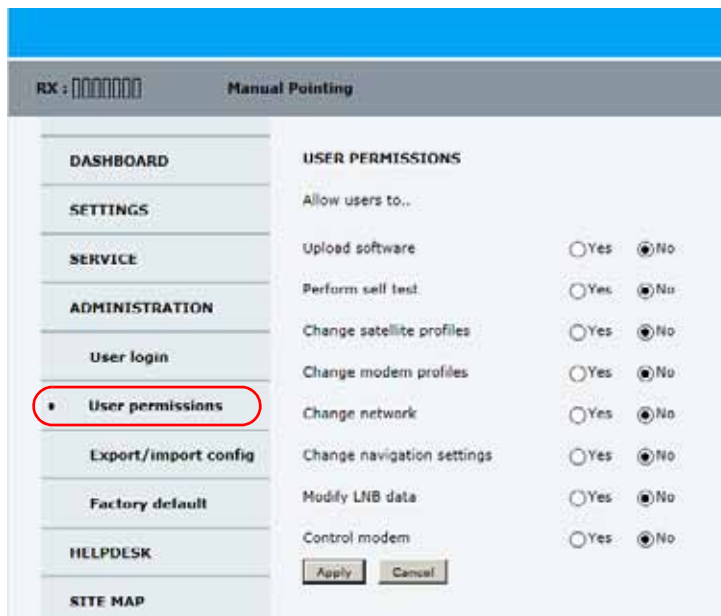 RX : ▯▯▯▯▯▯▯ Manual Pointing
DASHBOARD
SETTINGS
SERVICE
ADMINISTRATION
User login
• User permissions
Export/import config
Factory default
HELPDESK
SITE MAP
USER PERMISSIONS
Allow users to..
Upload software Yes No
Perform self test Yes No
Change satellite profiles Yes No
Change modem profiles Yes No
Change network Yes No
Change navigation settings Yes No
Modify LNB data Yes No
Control modem Yes No
Apply Cancel